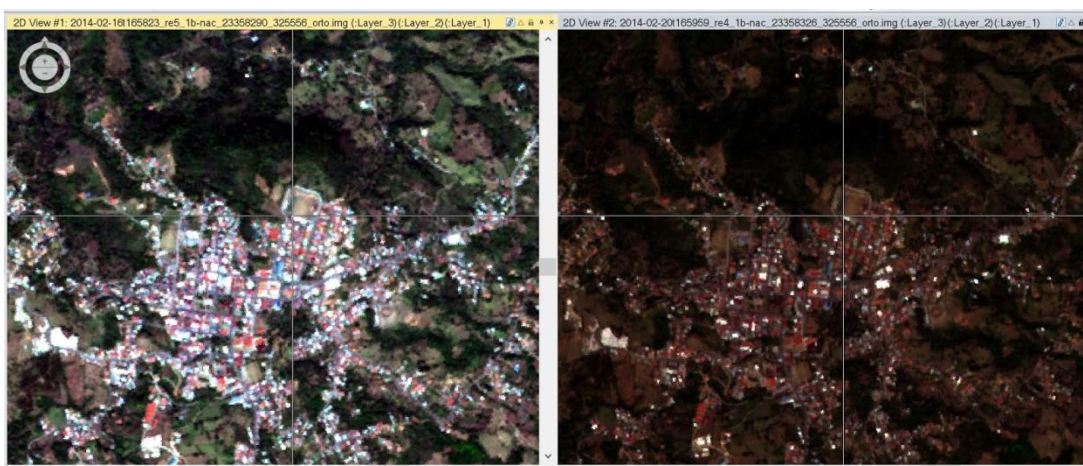 2D View #1: 2014-02-16t165823_re5_1b-nac_23358290_325556_orto.img (:Layer_3)(:Layer_2)(:Layer_1)
2D View #2: 2014-02-20t165959_re4_1b-nac_23358326_325556_orto.img (:Layer_3)(:Layer_2)(:Layer_1)